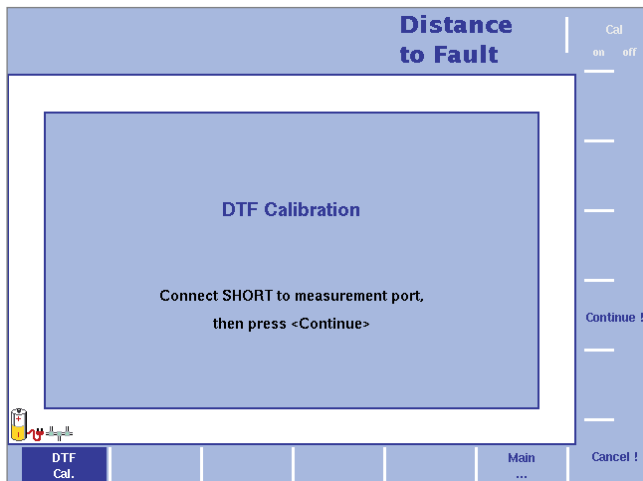 Distance
to Fault
Cal
on off
DTF Calibration
Connect SHORT to measurement port,
then press <Continue>
Continue !
DTF
Cal.
Main
...
Cancel !